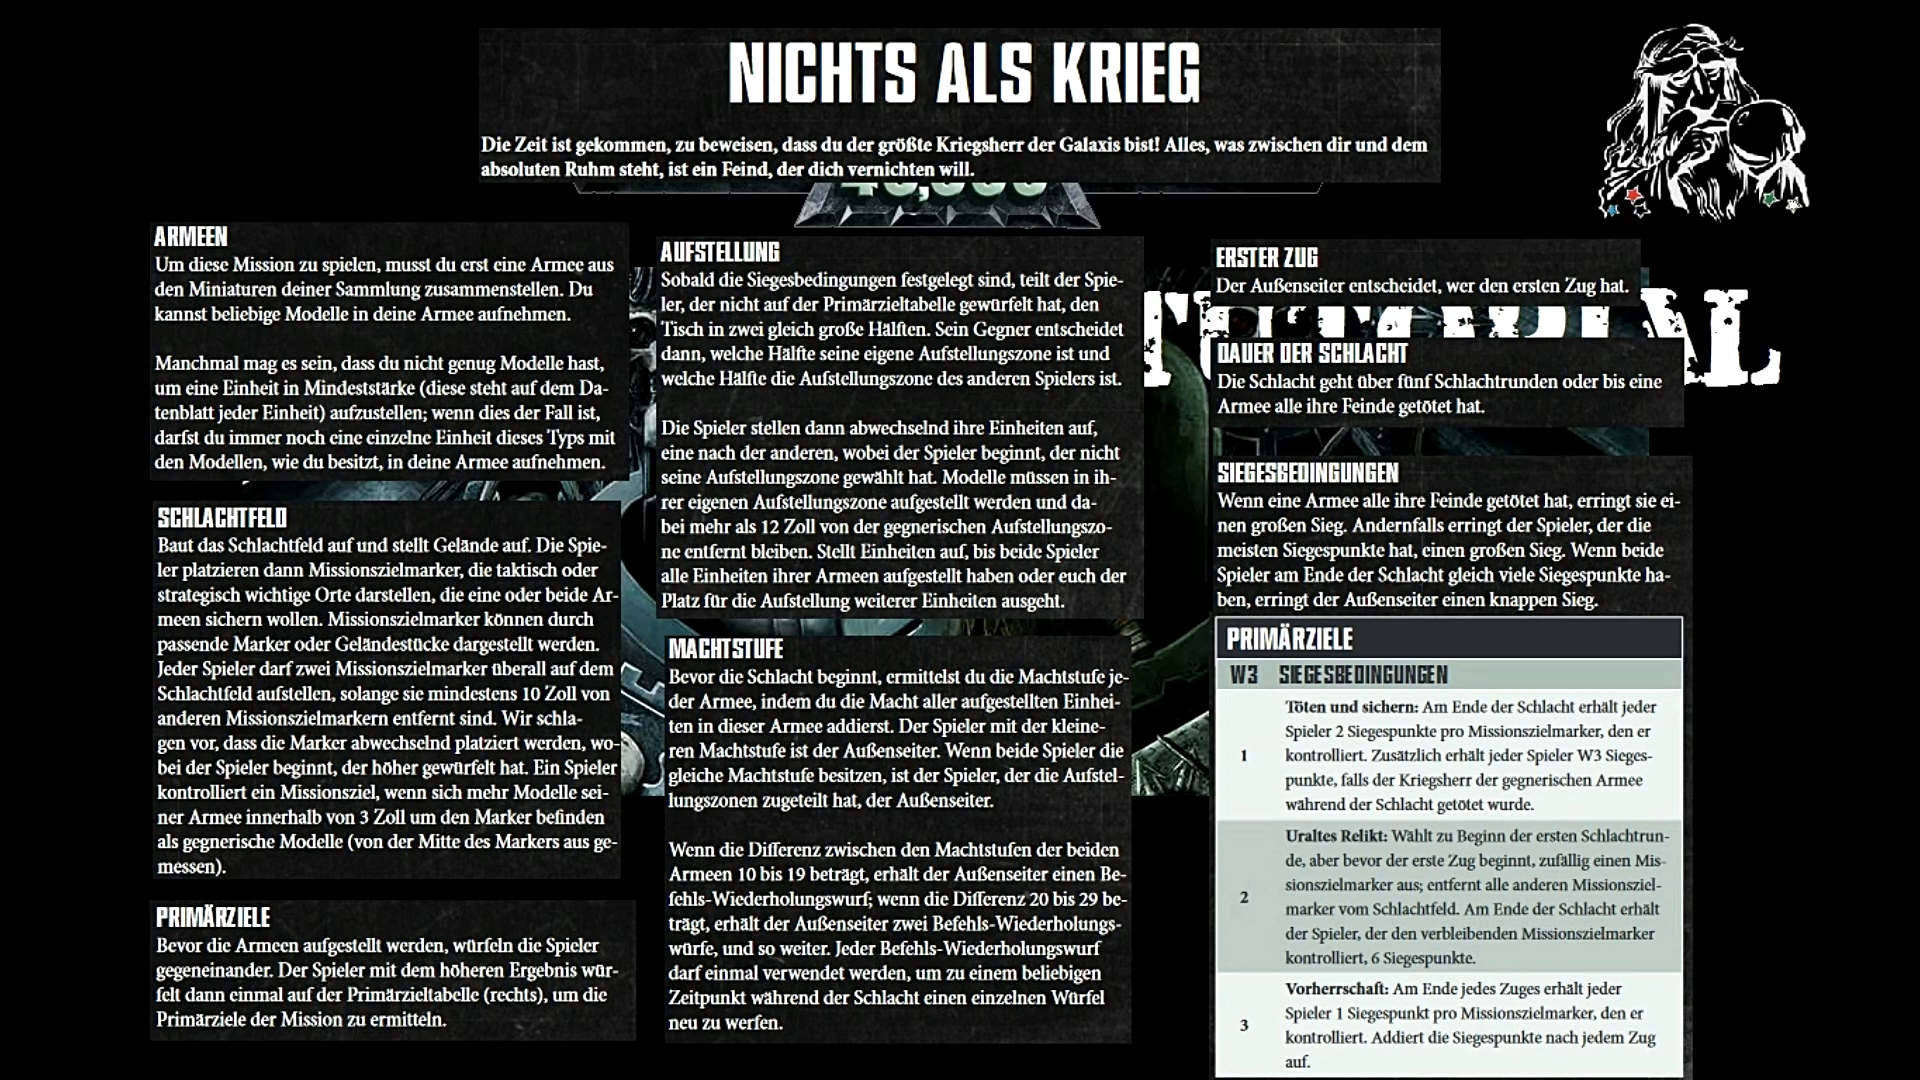 NICHTS ALS KRIEG
Die Zeit ist gekommen, zu beweisen, dass du der größte Kriegsherr der Galaxis bist! Alles, was zwischen dir und dem
absoluten Ruhm steht, ist ein Feind, der dich vernichten will.
ARMEEN
Um diese Mission zu spielen, musst du erst eine Armee aus
den Miniaturen deiner Sammlung zusammenstellen. Du
kannst beliebige Modelle in deine Armee aufnehmen.
Manchmal mag es sein, dass du nicht genug Modelle hast,
um eine Einheit in Mindeststärke (diese steht auf dem Da-
tenblatt jeder Einheit) aufzustellen; wenn dies der Fall ist,
darfst du immer noch eine einzelne Einheit dieses Typs mit
den Modellen, wie du besitzt, in deine Armee aufnehmen.
SCHLACHTFELD
Baut das Schlachtfeld auf und stellt Gelände auf. Die Spie-
ler platzieren dann Missionszielmarker, die taktisch oder
strategisch wichtige Orte darstellen, die eine oder beide Ar-
meen sichern wollen. Missionszielmarker können durch
passende Marker oder Geländestücke dargestellt werden.
Jeder Spieler darf zwei Missionszielmarker überall auf dem
Schlachtfeld aufstellen, solange sie mindestens 10 Zoll von
anderen Missionszielmarkern entfernt sind. Wir schla-
gen vor, dass die Marker abwechselnd platziert werden, wo-
bei der Spieler beginnt, der höher gewürfelt hat. Ein Spieler
kontrolliert ein Missionsziel, wenn sich mehr Modelle sei-
ner Armee innerhalb von 3 Zoll um den Marker befinden
als gegnerische Modelle (von der Mitte des Markers aus ge-
messen).
PRIMÄRZIELE
Bevor die Armeen aufgestellt werden, würfeln die Spieler
gegeneinander. Der Spieler mit dem höheren Ergebnis wür-
felt dann einmal auf der Primärzieltabelle (rechts), um die
Primärziele der Mission zu ermitteln.
AUFSTELLUNG
Sobald die Siegesbedingungen festgelegt sind, teilt der Spie-
ler, der nicht auf der Primärzieltabelle gewürfelt hat, den
Tisch in zwei gleich große Hälften. Sein Gegner entscheidet
dann, welche Hälfte seine eigene Aufstellungszone ist und
welche Hälfte die Aufstellungszone des anderen Spielers ist.
Die Spieler stellen dann abwechselnd ihre Einheiten auf,
eine nach der anderen, wobei der Spieler beginnt, der nicht
seine Aufstellungszone gewählt hat. Modelle müssen in ih-
rer eigenen Aufstellungszone aufgestellt werden und da-
bei mehr als 12 Zoll von der gegnerischen Aufstellungszo-
ne entfernt bleiben. Stellt Einheiten auf, bis beide Spieler
alle Einheiten ihrer Armeen aufgestellt haben oder euch der
Platz für die Aufstellung weiterer Einheiten ausgeht.
MACHTSTUFE
Bevor die Schlacht beginnt, ermittelst du die Machtstufe je-
der Armee, indem du die Macht aller aufgestellten Einhei-
ten in dieser Armee addierst. Der Spieler mit der kleine-
ren Machtstufe ist der Außenseiter. Wenn beide Spieler die
gleiche Machtstufe besitzen, ist der Spieler, der die Aufstel-
lungszonen zugeteilt hat, der Außenseiter.
Wenn die Differenz zwischen den Machtstufen der beiden
Armeen 10 bis 19 beträgt, erhält der Außenseiter einen Be-
fehls-Wiederholungswurf; wenn die Differenz 20 bis 29 be-
trägt, erhält der Außenseiter zwei Befehls-Wiederholungs-
würfe, und so weiter. Jeder Befehls-Wiederholungswurf
darf einmal verwendet werden, um zu einem beliebigen
Zeitpunkt während der Schlacht einen einzelnen Würfel
neu zu werfen.
ERSTER ZUG
Der Außenseiter entscheidet, wer den ersten Zug hat.
DAUER DER SCHLACHT
Die Schlacht geht über fünf Schlachtrunden oder bis eine
Armee alle ihre Feinde getötet hat.
SIEGESBEDINGUNGEN
Wenn eine Armee alle ihre Feinde getötet hat, erringt sie ei-
nen großen Sieg. Andernfalls erringt der Spieler, der die
meisten Siegespunkte hat, einen großen Sieg. Wenn beide
Spieler am Ende der Schlacht gleich viele Siegespunkte ha-
ben, erringt der Außenseiter einen knappen Sieg.
PRIMÄRZIELE
W3 SIEGESBEDINGUNGEN
Töten und sichern: Am Ende der Schlacht erhält jeder
Spieler 2 Siegespunkte pro Missionszielmarker, den er
1 kontrolliert. Zusätzlich erhält jeder Spieler W3 Sieges-
punkte, falls der Kriegsherr der gegnerischen Armee
während der Schlacht getötet wurde.
Uraltes Relikt: Wählt zu Beginn der ersten Schlachtrun-
de, aber bevor der erste Zug beginnt, zufällig einen Mis-
sionszielmarker aus; entfernt alle anderen Missionsziel-
2 marker vom Schlachtfeld. Am Ende der Schlacht erhält
der Spieler, der den verbleibenden Missionszielmarker
kontrolliert, 6 Siegespunkte.
Vorherrschaft: Am Ende jedes Zuges erhält jeder
Spieler 1 Siegespunkt pro Missionszielmarker, den er
3 kontrolliert. Addiert die Siegespunkte nach jedem Zug
auf.